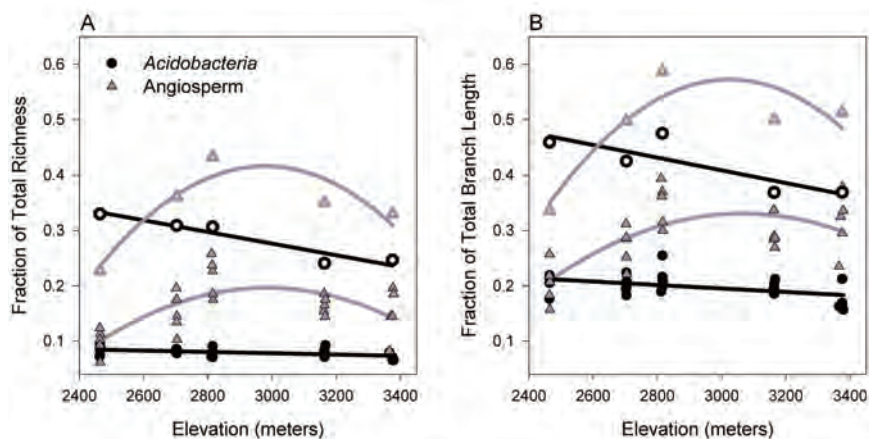 A
Acidobacteria
Angiosperm
Fraction of Total Richness
0.6
0.5
0.4
0.3
0.2
0.1
2400 2600 2800 3000 3200 3400
Elevation (meters)
B
Fraction of Total Branch Length
0.6
0.5
0.4
0.3
0.2
0.1
2400 2600 2800 3000 3200 3400
Elevation (meters)